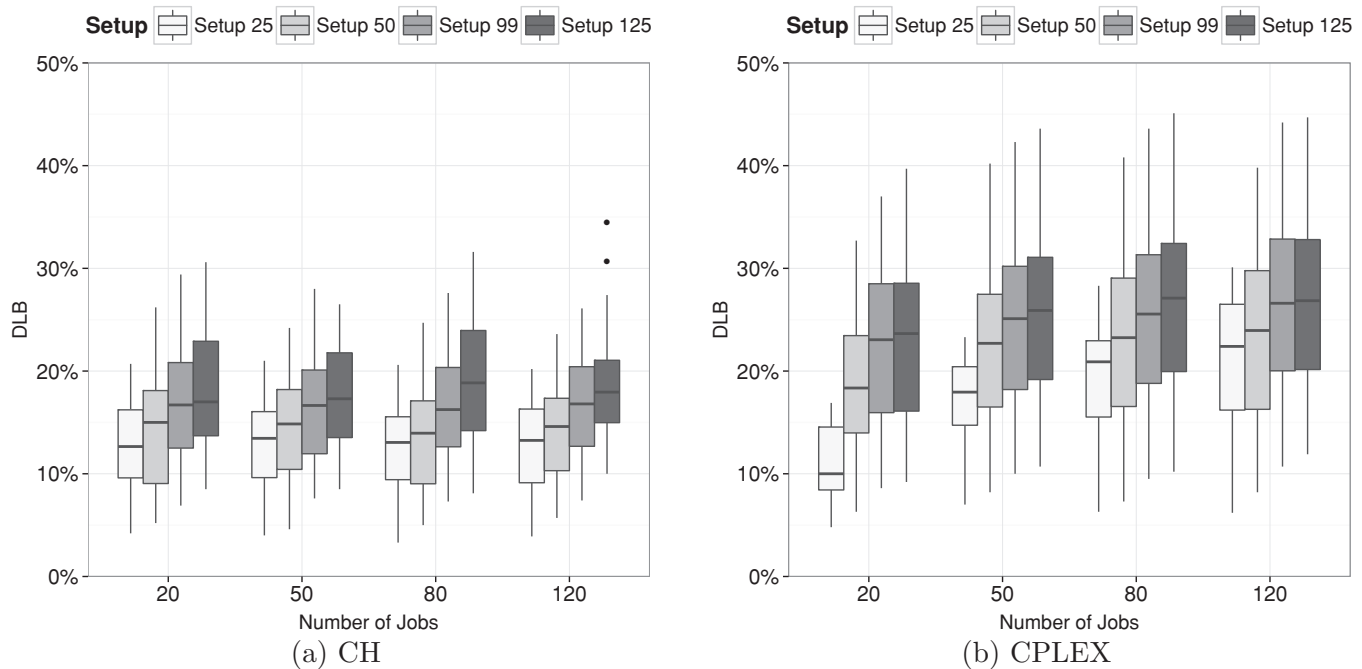 Setup Setup 25 Setup 50 Setup 99 Setup 125
50%
40%
30%
20%
10%
0%
DLB
20 50 80 120
Number of Jobs
(a) CH
Setup Setup 25 Setup 50 Setup 99 Setup 125
50%
40%
30%
20%
10%
0%
DLB
20 50 80 120
Number of Jobs
(b) CPLEX